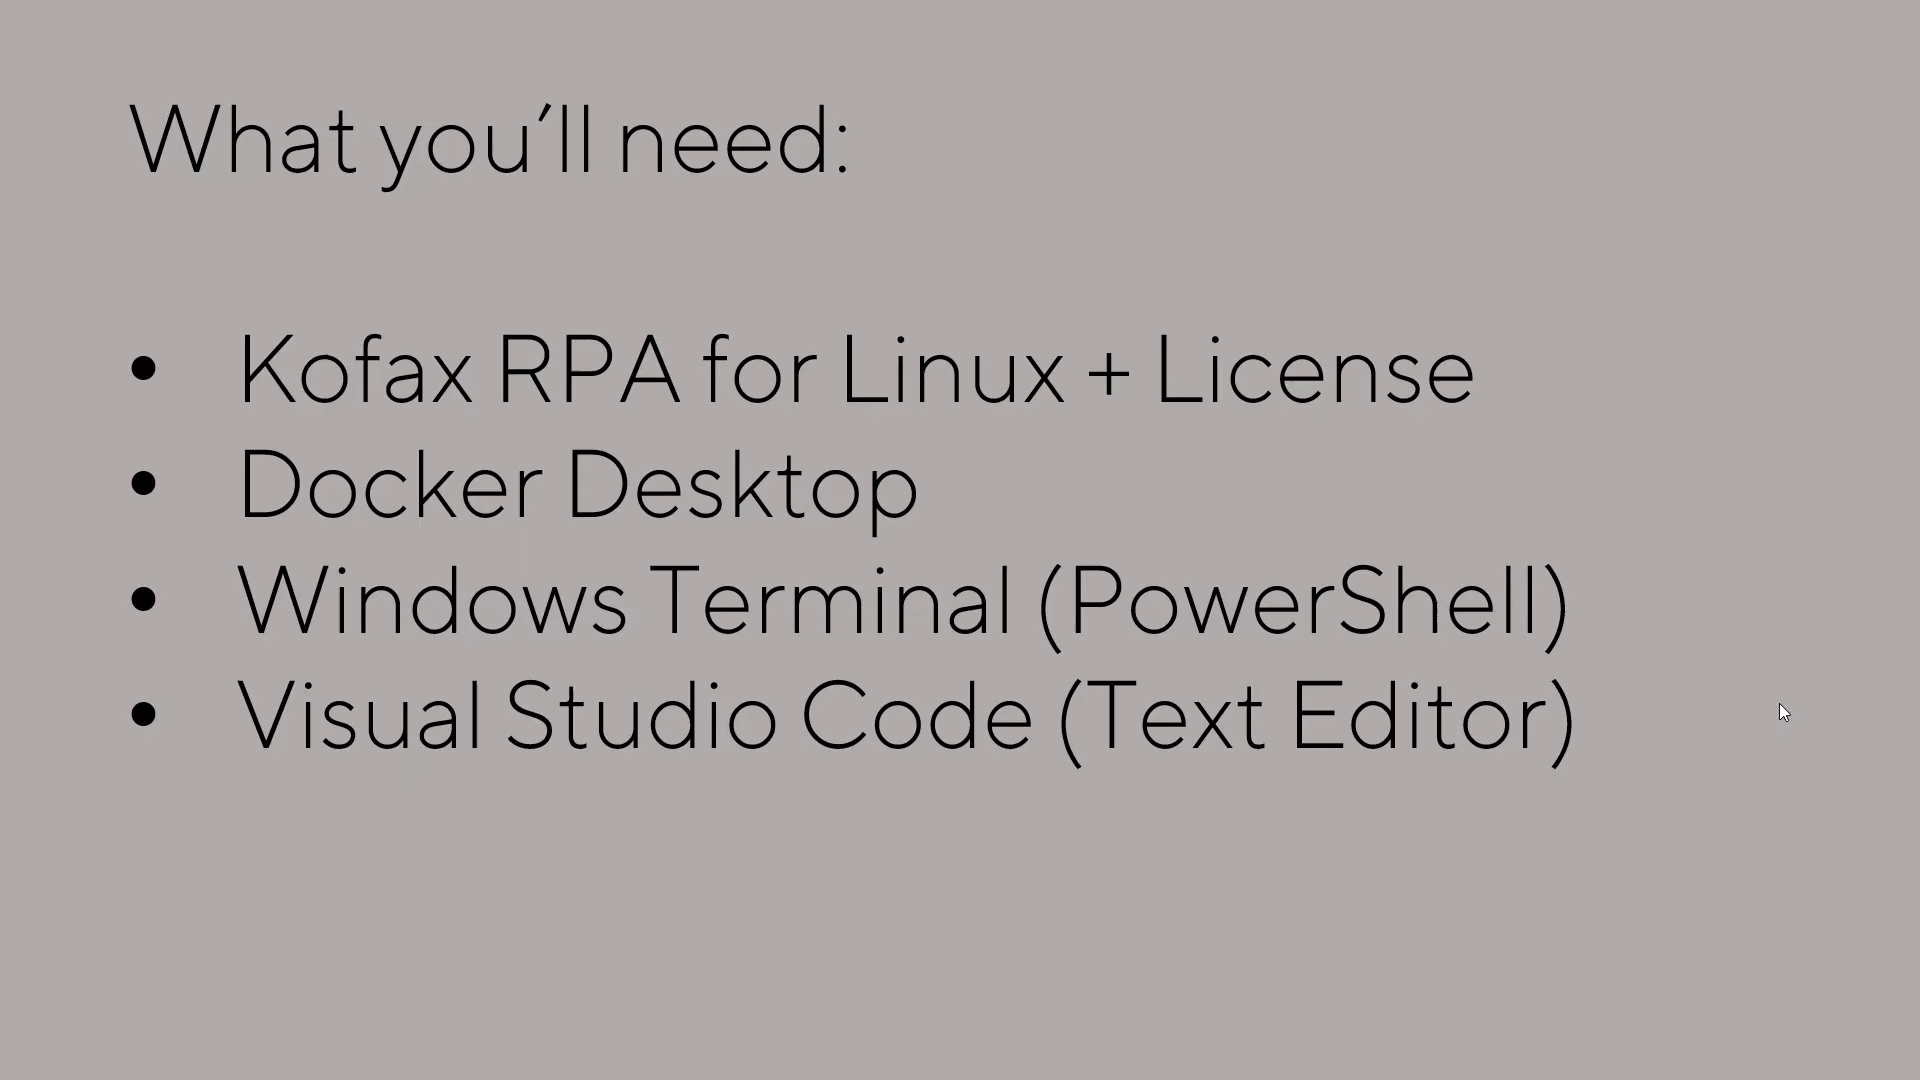 What you’ll need:
• Kofax RPA for Linux + License
• Docker Desktop
• Windows Terminal (PowerShell)
• Visual Studio Code (Text Editor)